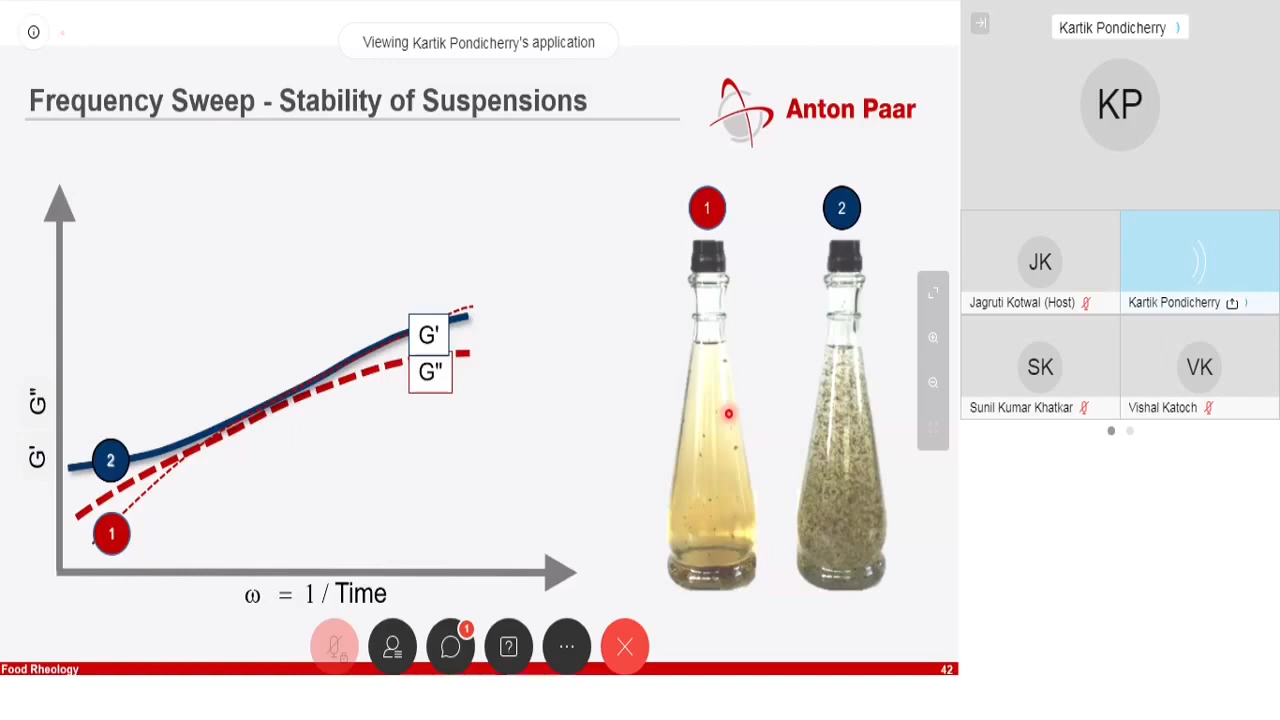 Viewing Kartik Pondicherry's application
Frequency Sweep - Stability of Suspensions
Anton Paar
1
2
G'
G"
G' G"
2
1
ω = 1 / Time
1
?
Food Rheology
42
Kartik Pondicherry
KP
JK
Jagruti Kotwal (Host)
Kartik Pondicherry
SK
Sunil Kumar Khatkar
VK
Vishal Katoch